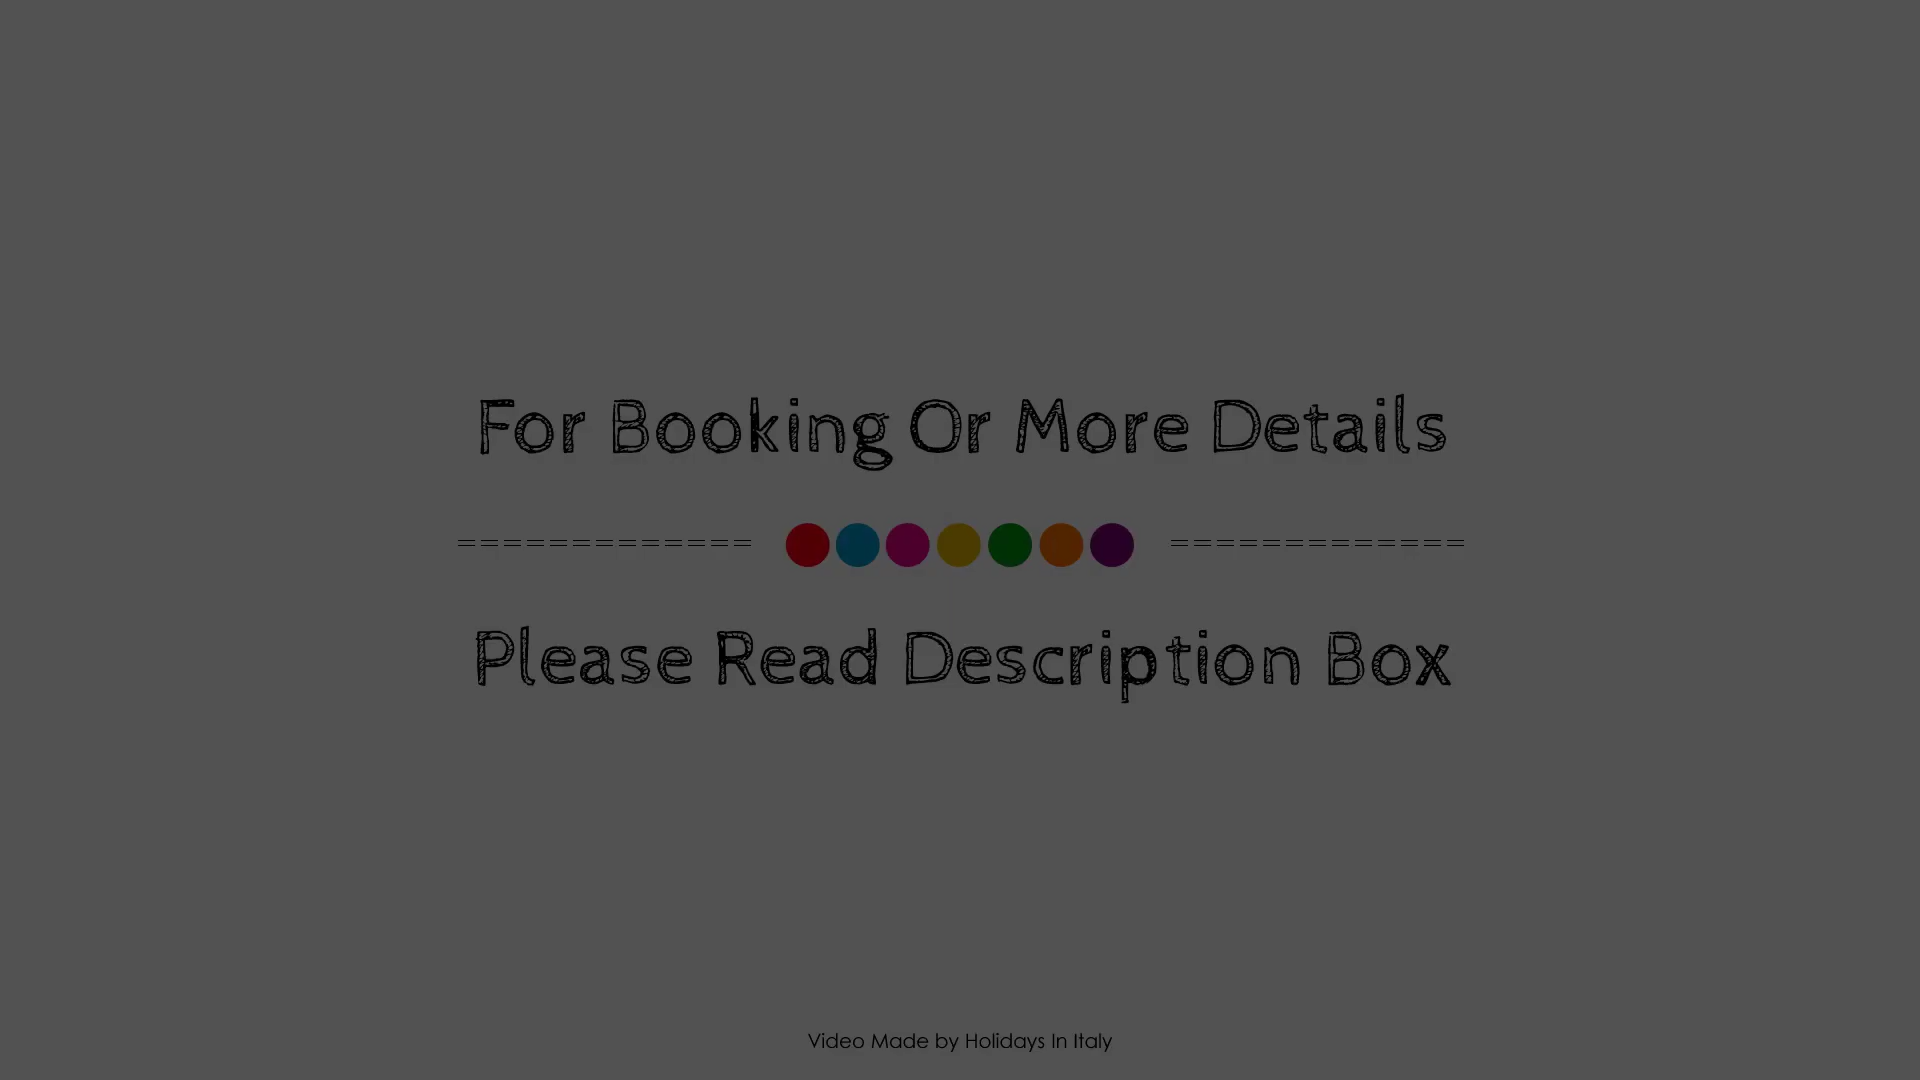 For Booking Or More Details
============= =============
Please Read Description Box
Video Made by Holidays In Italy